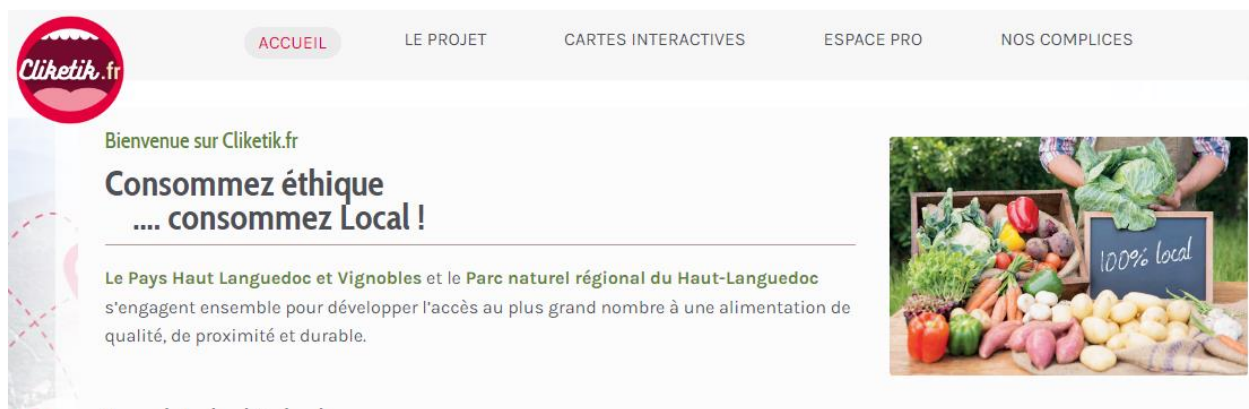 Cliketik.fr
ACCUEIL LE PROJET CARTES INTERACTIVES ESPACE PRO NOS COMPLICES
Bienvenue sur Cliketik.fr
Consommez éthique
.... consommez Local !
100% local
Le Pays Haut Languedoc et Vignobles et le Parc naturel régional du Haut-Languedoc
s'engagent ensemble pour développer l'accès au plus grand nombre à une alimentation de
qualité, de proximité et durable.